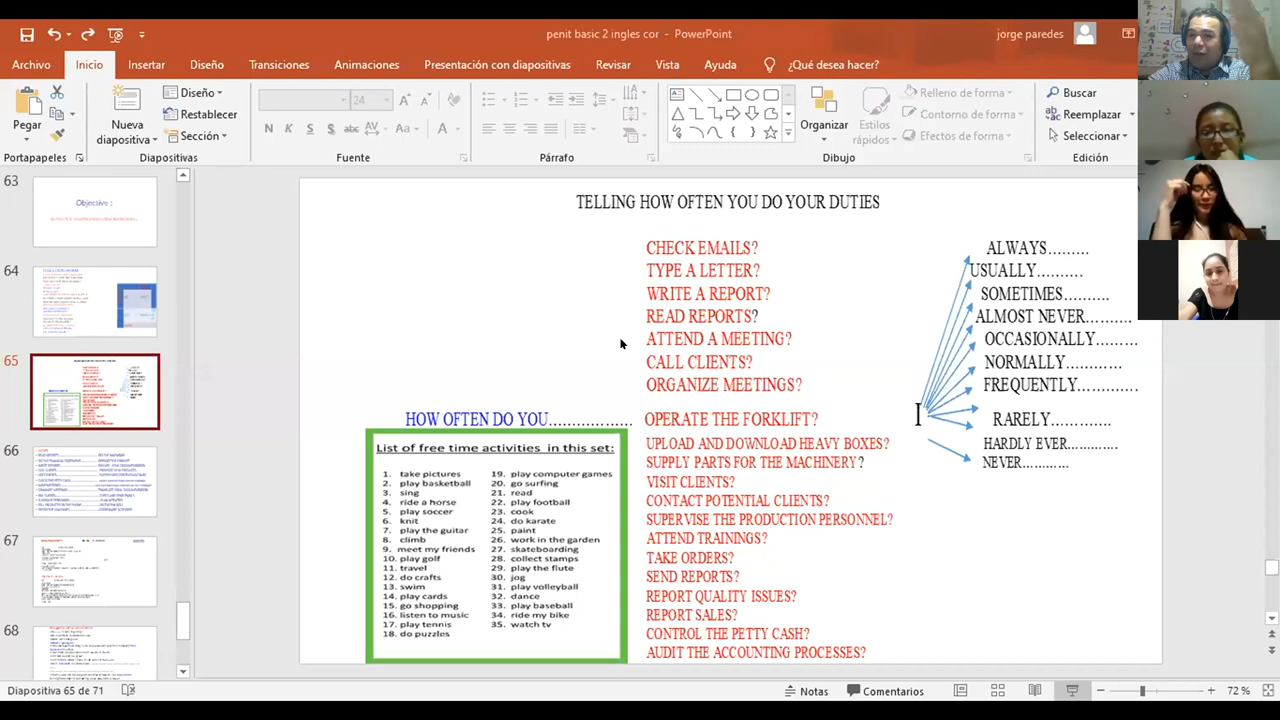 penit basic 2 ingles cor - PowerPoint
jorge paredes
Archivo
Inicio
Insertar
Diseño
Transiciones
Animaciones
Presentación con diapositivas
Revisar
Vista
Ayuda
¿Qué desea hacer?
Pegar
Nueva
diapositiva
Diseño
Restablecer
Sección
24
N K S abc AV Aa A
Organizar
Estilos
rápidos
Relleno de forma
Contorno de forma
Efectos de forma
Buscar
Reemplazar
Seleccionar
Portapapeles
Diapositivas
Fuente
Párrafo
Dibujo
Edición
63
Objective :
64
65
66
67
68
TELLING HOW OFTEN YOU DO YOUR DUTIES
CHECK EMAILS?
TYPE A LETTER?
WRITE A REPORT?
READ REPORTS?
ATTEND A MEETING?
CALL CLIENTS?
ORGANIZE MEETINGS?
HOW OFTEN DO YOU.................. OPERATE THE FORKLIFT?
UPLOAD AND DOWNLOAD HEAVY BOXES?
SUPPLY PARTS FOR THE MACHINERY?
VISIT CLIENTS?
CONTACT POTENTIAL CLIENTS?
SUPERVISE THE PRODUCTION PERSONNEL?
ATTEND TRAININGS?
TAKE ORDERS?
SEND REPORTS?
REPORT QUALITY ISSUES?
REPORT SALES?
CONTROL THE PETTY CASH?
AUDIT THE ACCOUNTING PROCESSES?
I
ALWAYS........
USUALLY.........
SOMETIMES.........
ALMOST NEVER.........
OCCASIONALLY.........
NORMALLY............
FREQUENTLY.............
RARELY.............
HARDLY EVER.............
NEVER............
List of free time activities in this set:
1. take pictures
2. play basketball
3. sing
4. ride a horse
5. play soccer
6. knit
7. play the guitar
8. climb
9. meet my friends
10. play golf
11. travel
12. do crafts
13. swim
14. play cards
15. go shopping
16. listen to music
17. play tennis
18. do puzzles
19. play computer games
20. go surfing
21. read
22. play football
23. cook
24. do karate
25. paint
26. work in the garden
27. skateboarding
28. collect stamps
29. play the flute
30. jog
31. play volleyball
32. dance
33. play baseball
34. ride my bike
35. watch tv
Diapositiva 65 de 71
Notas
Comentarios
72 %